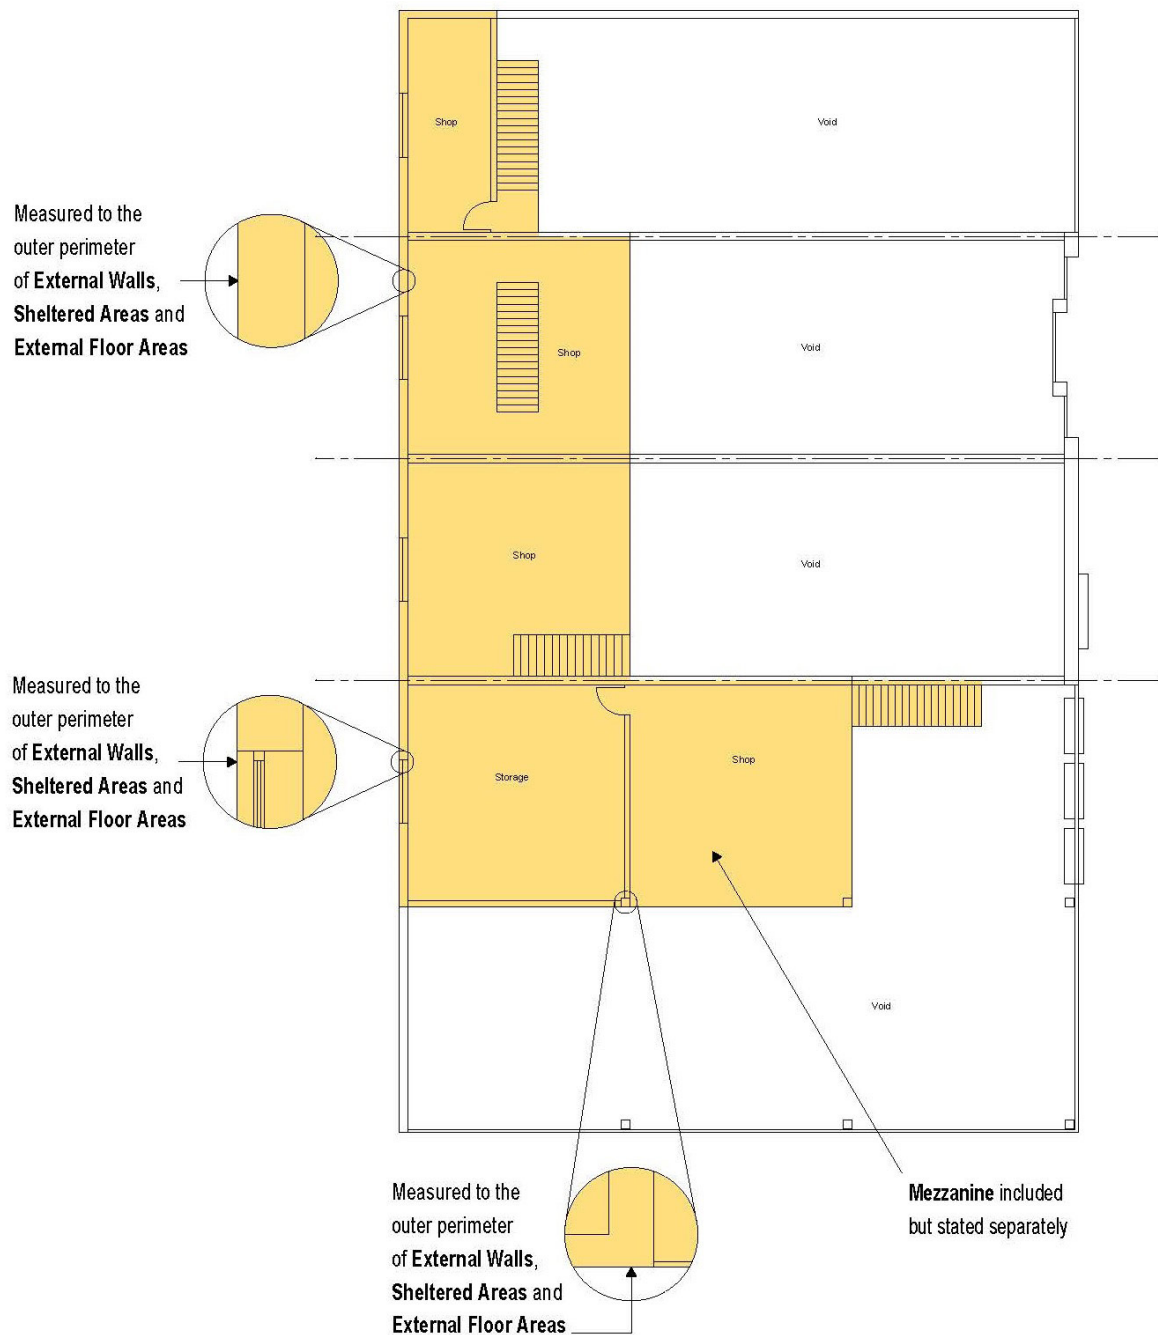 Shop
Void
Measured to the
outer perimeter
of External Walls,
Sheltered Areas and
External Floor Areas
Shop
Void
Shop
Void
Measured to the
outer perimeter
of External Walls,
Sheltered Areas and
External Floor Areas
Storage
Shop
Void
Measured to the
outer perimeter
of External Walls,
Sheltered Areas and
External Floor Areas
Mezzanine included
but stated separately